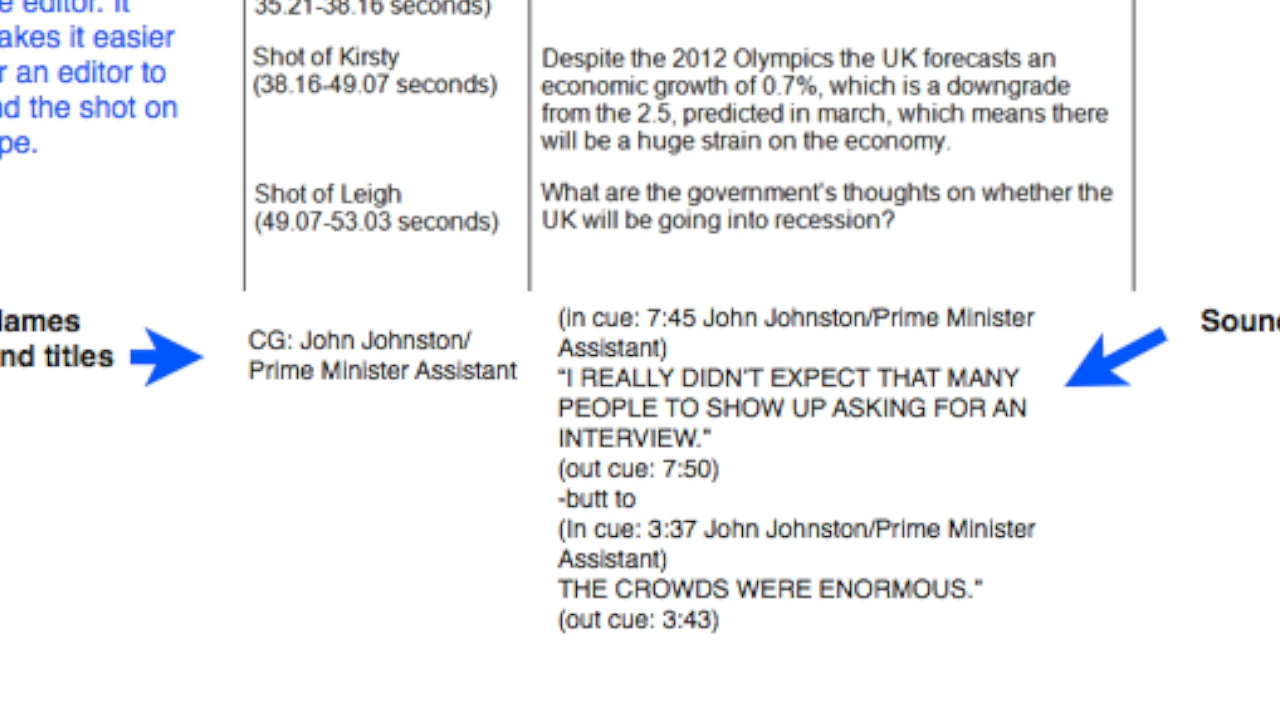 editor. It
35.21-38.16 seconds)
akes it easier
r an editor to
nd the shot on
pe.
Shot of Kirsty
(38.16-49.07 seconds)
Despite the 2012 Olympics the UK forecasts an
economic growth of 0.7%, which is a downgrade
from the 2.5, predicted in march, which means there
will be a huge strain on the economy.
Shot of Leigh
(49.07-53.03 seconds)
What are the government's thoughts on whether the
UK will be going into recession?
lames
nd titles
CG: John Johnston/
Prime Minister Assistant
(in cue: 7:45 John Johnston/Prime Minister
Assistant)
“I REALLY DIDN'T EXPECT THAT MANY
PEOPLE TO SHOW UP ASKING FOR AN
INTERVIEW.”
(out cue: 7:50)
-butt to
(In cue: 3:37 John Johnston/Prime Minister
Assistant)
THE CROWDS WERE ENORMOUS.”
(out cue: 3:43)
Soun